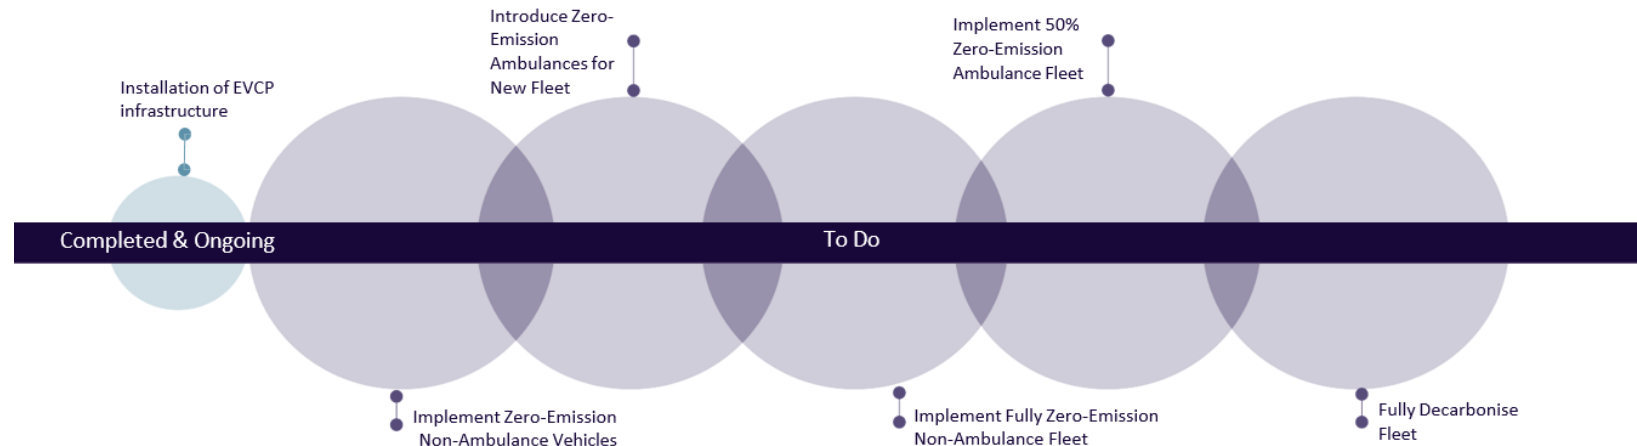 Installation of EVCP
infrastructure
Introduce Zero-
Emission
Ambulances for
New Fleet
Implement 50%
Zero-Emission
Ambulance Fleet
Completed & Ongoing
To Do
Implement Zero-Emission
Non-Ambulance Vehicles
Implement Fully Zero-Emission
Non-Ambulance Fleet
Fully Decarbonise
Fleet